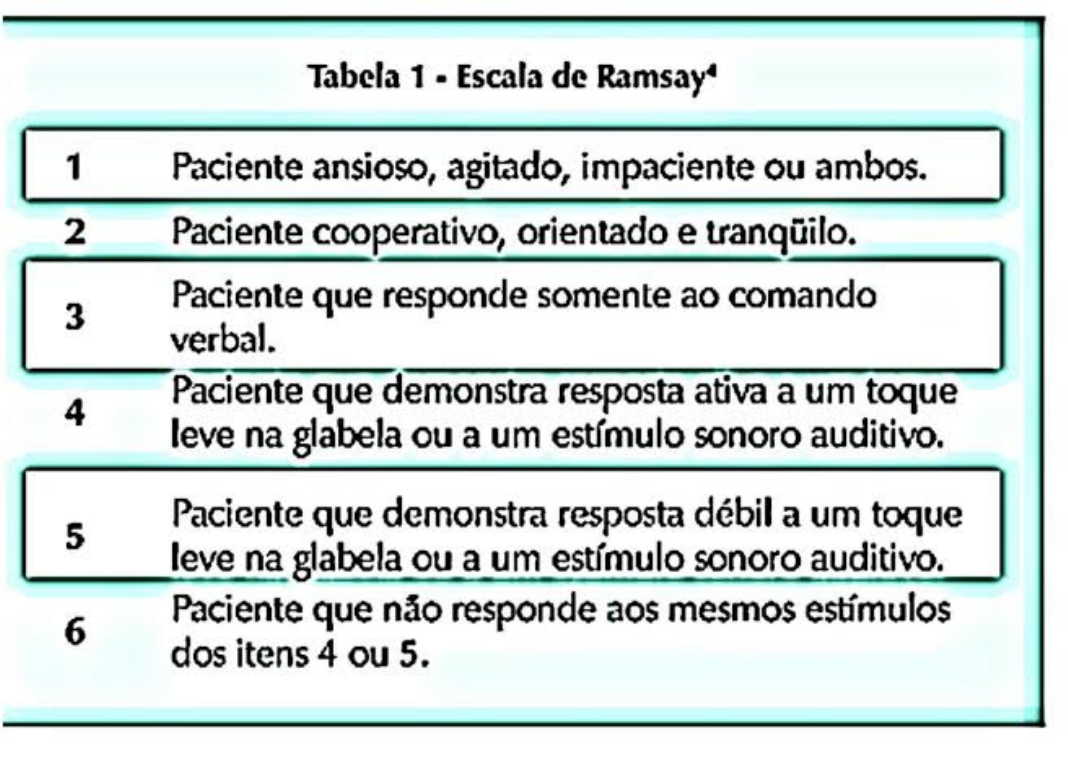 Tabela 1 - Escala de Ramsay⁴
1 Paciente ansioso, agitado, impaciente ou ambos.
2 Paciente cooperativo, orientado e tranqüilo.
3 Paciente que responde somente ao comando
verbal.
4 Paciente que demonstra resposta ativa a um toque
leve na glabela ou a um estímulo sonoro auditivo.
5 Paciente que demonstra resposta débil a um toque
leve na glabela ou a um estímulo sonoro auditivo.
6 Paciente que não responde aos mesmos estímulos
dos itens 4 ou 5.